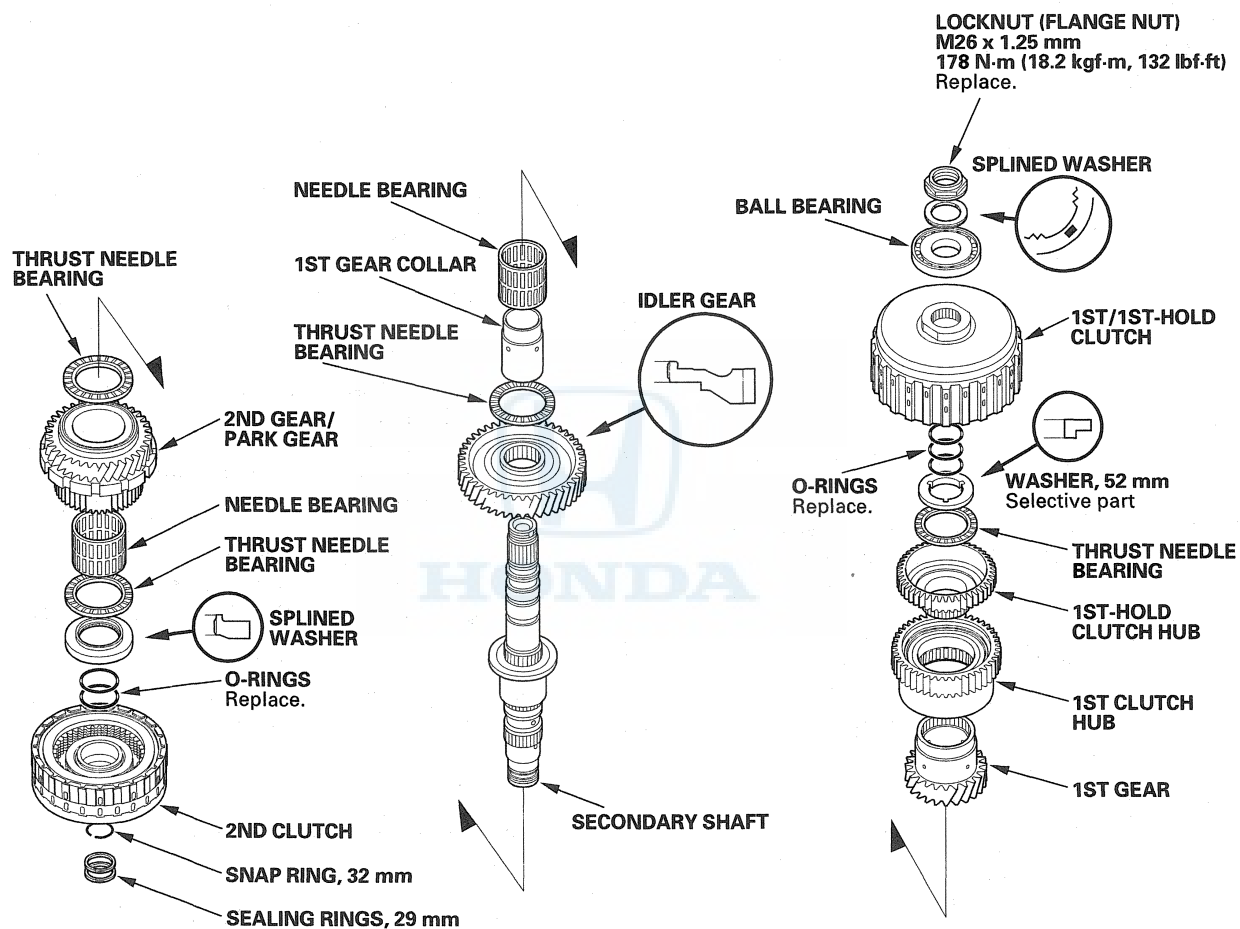 LOCKNUT (FLANGE NUT)
M26 x 1.25 mm
178 N·m (18.2 kgf·m, 132 lbf·ft)
Replace.
SPLINED WASHER
BALL BEARING
1ST/1ST-HOLD
CLUTCH
O-RINGS
Replace.
WASHER, 52 mm
Selective part
THRUST NEEDLE
BEARING
1ST-HOLD
CLUTCH HUB
1ST CLUTCH
HUB
1ST GEAR
NEEDLE BEARING
1ST GEAR COLLAR
THRUST NEEDLE
BEARING
IDLER GEAR
SECONDARY SHAFT
THRUST NEEDLE
BEARING
2ND GEAR/
PARK GEAR
NEEDLE BEARING
THRUST NEEDLE
BEARING
SPLINED
WASHER
O-RINGS
Replace.
2ND CLUTCH
SNAP RING, 32 mm
SEALING RINGS, 29 mm
HONDA